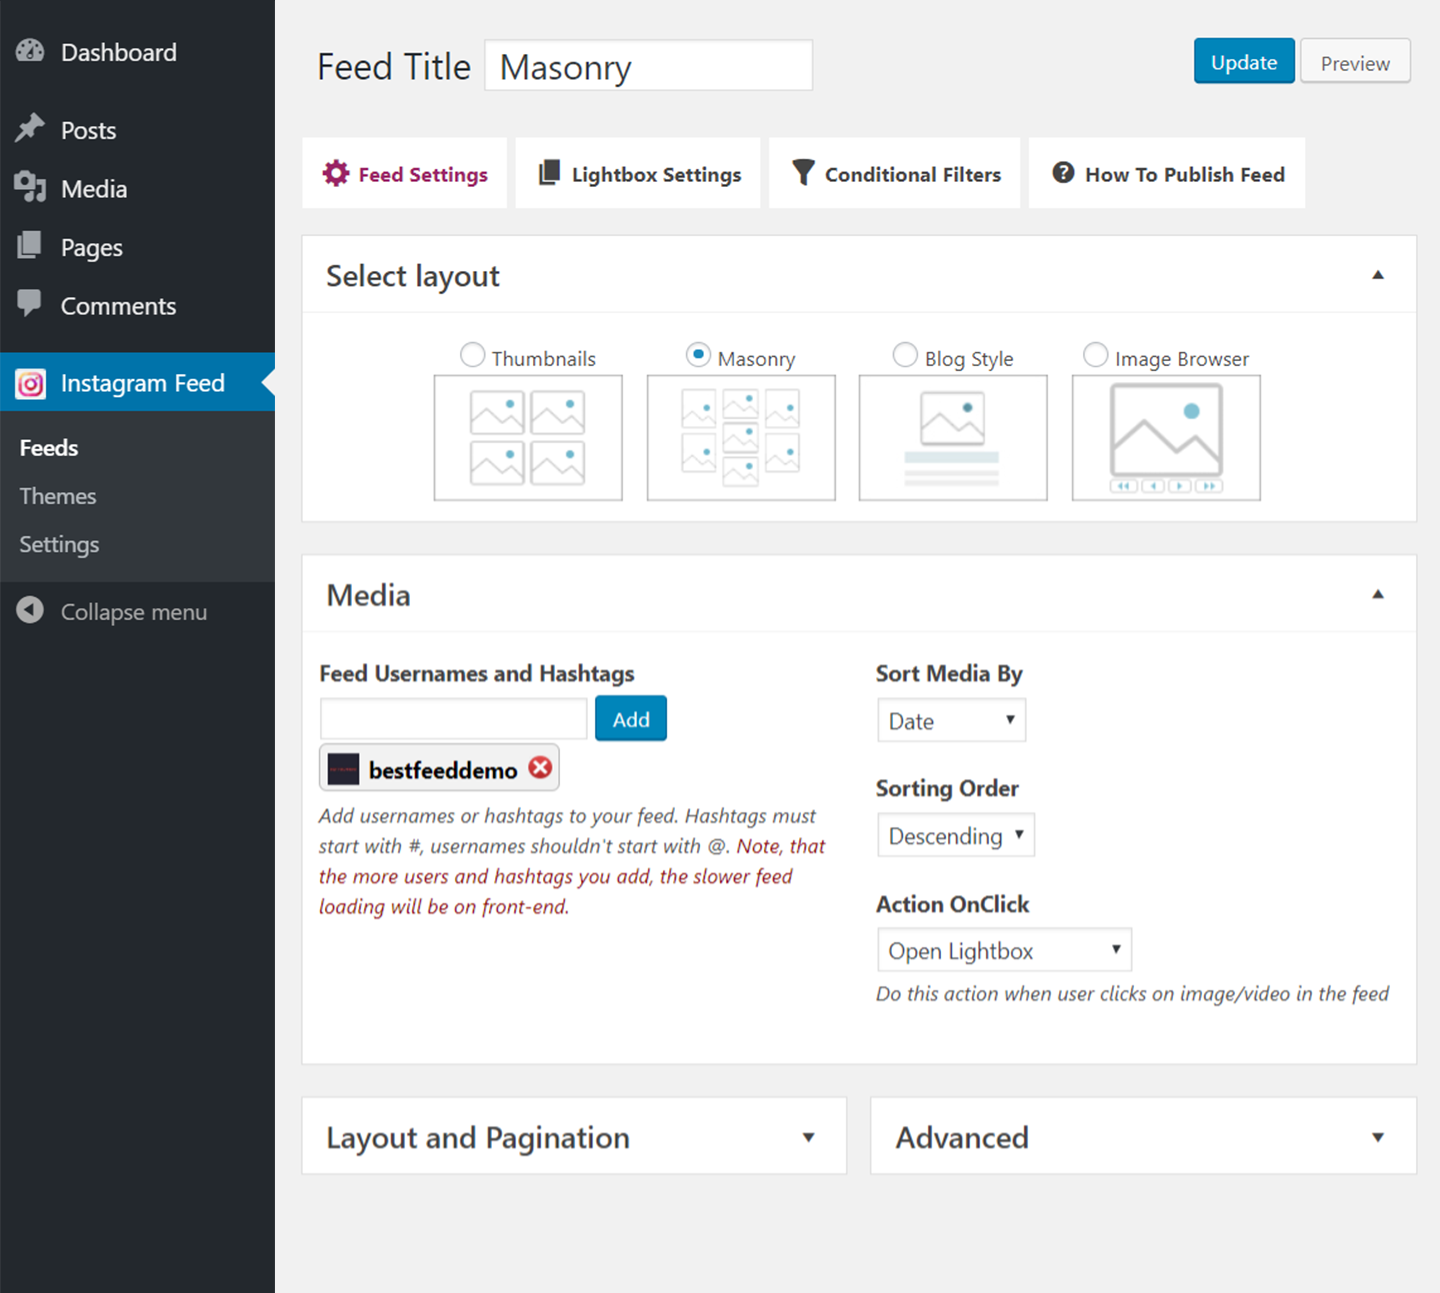 Dashboard
Posts
Media
Pages
Comments
Instagram Feed
Feeds
Themes
Settings
Collapse menu
Feed Title Masonry
Update Preview
Feed Settings Lightbox Settings Conditional Filters How To Publish Feed
Select layout
Thumbnails Masonry Blog Style Image Browser
Media
Feed Usernames and Hashtags
Add
bestfeeddemo
Add usernames or hashtags to your feed. Hashtags must
start with #, usernames shouldn't start with @. Note, that
the more users and hashtags you add, the slower feed
loading will be on front-end.
Sort Media By
Date
Sorting Order
Descending
Action OnClick
Open Lightbox
Do this action when user clicks on image/video in the feed
Layout and Pagination
Advanced